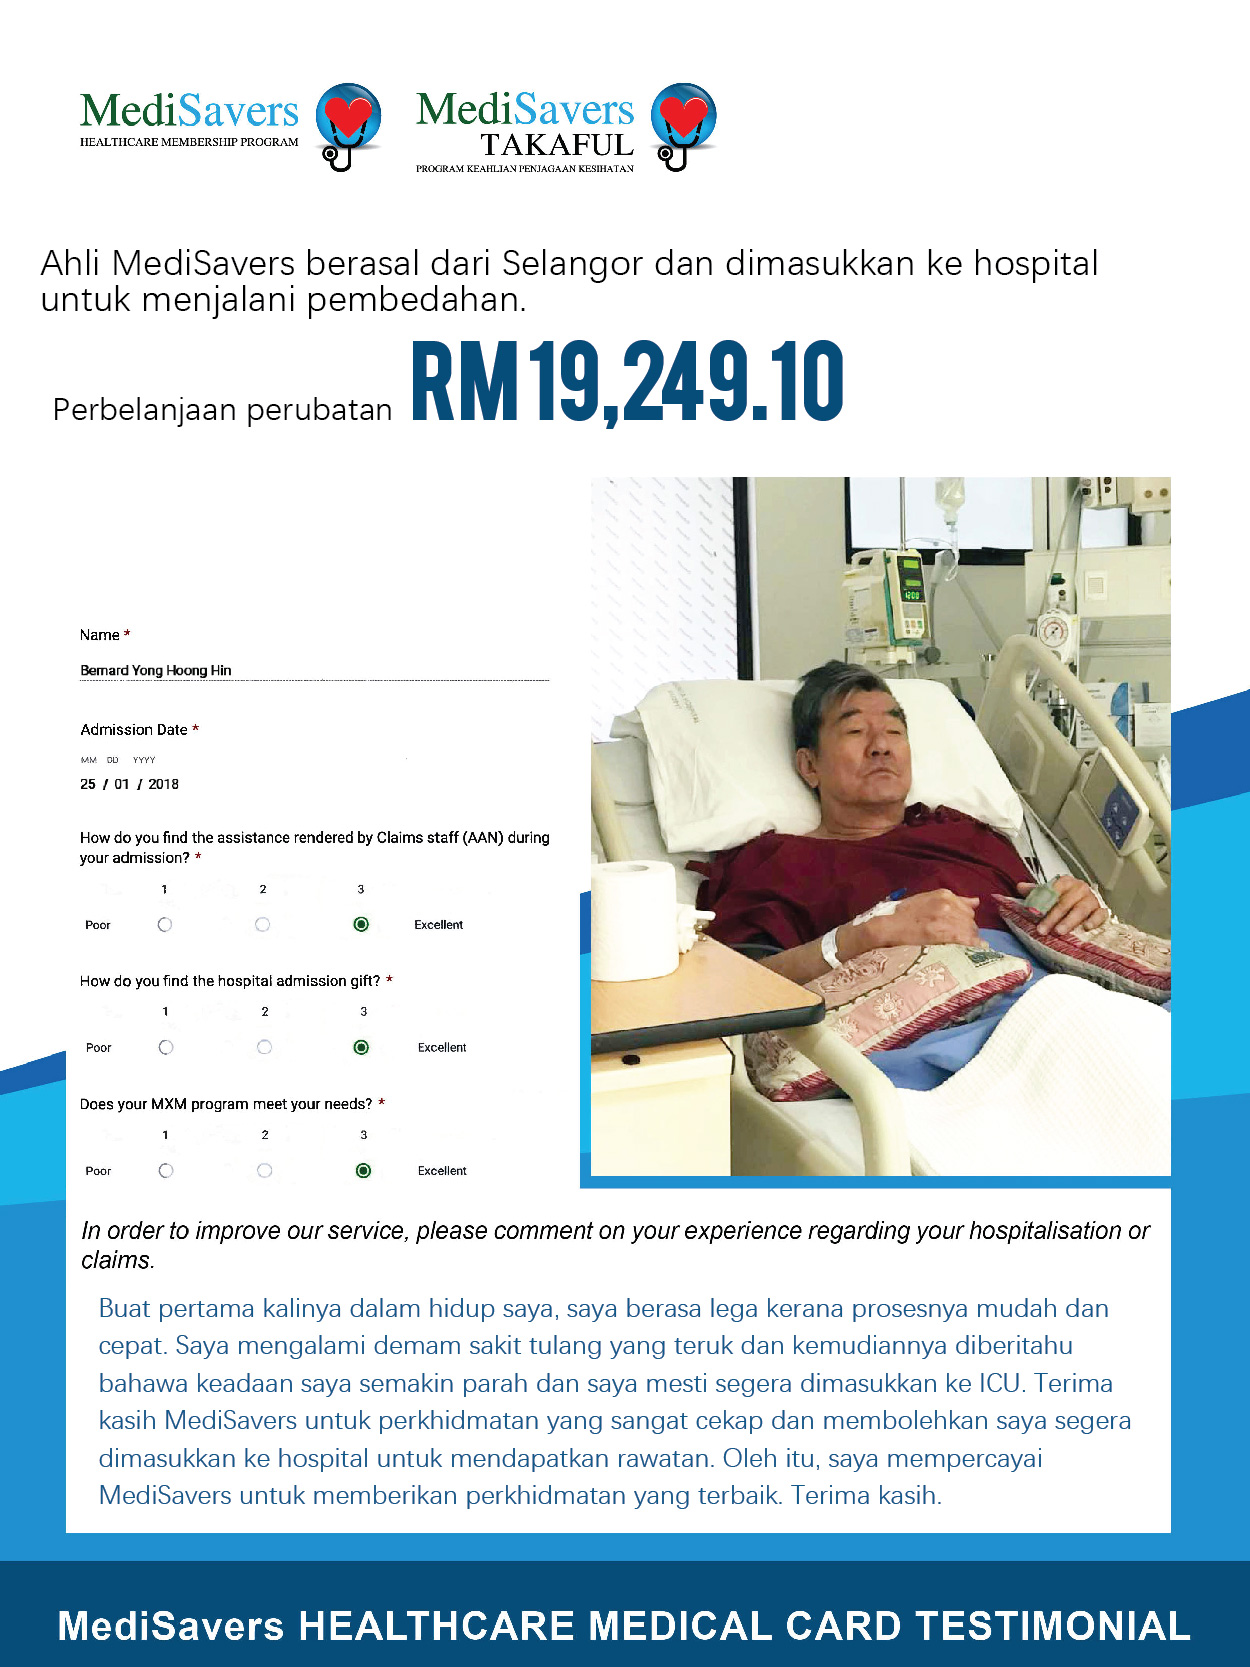 MediSavers
HEALTHCARE MEMBERSHIP PROGRAM
MediSavers
TAKAFUL
PROGRAM KEAHLIAN PENJAGAAN KESIHATAN
Ahli MediSavers berasal dari Selangor dan dimasukkan ke hospital
untuk menjalani pembedahan.
Perbelanjaan perubatan RM19,249.10
Name *
Bernard Yong Hoong Hin
Admission Date *
MM DD YYYY
25 / 01 / 2018
How do you find the assistance rendered by Claims staff (AAN) during
your admission? *
1 2 3
Poor Excellent
How do you find the hospital admission gift? *
1 2 3
Poor Excellent
Does your MXM program meet your needs? *
1 2 3
Poor Excellent
In order to improve our service, please comment on your experience regarding your hospitalisation or
claims.
Buat pertama kalinya dalam hidup saya, saya berasa lega kerana prosesnya mudah dan
cepat. Saya mengalami demam sakit tulang yang teruk dan kemudiannya diberitahu
bahawa keadaan saya semakin parah dan saya mesti segera dimasukkan ke ICU. Terima
kasih MediSavers untuk perkhidmatan yang sangat cekap dan membolehkan saya segera
dimasukkan ke hospital untuk mendapatkan rawatan. Oleh itu, saya mempercayai
MediSavers untuk memberikan perkhidmatan yang terbaik. Terima kasih.
MediSavers HEALTHCARE MEDICAL CARD TESTIMONIAL